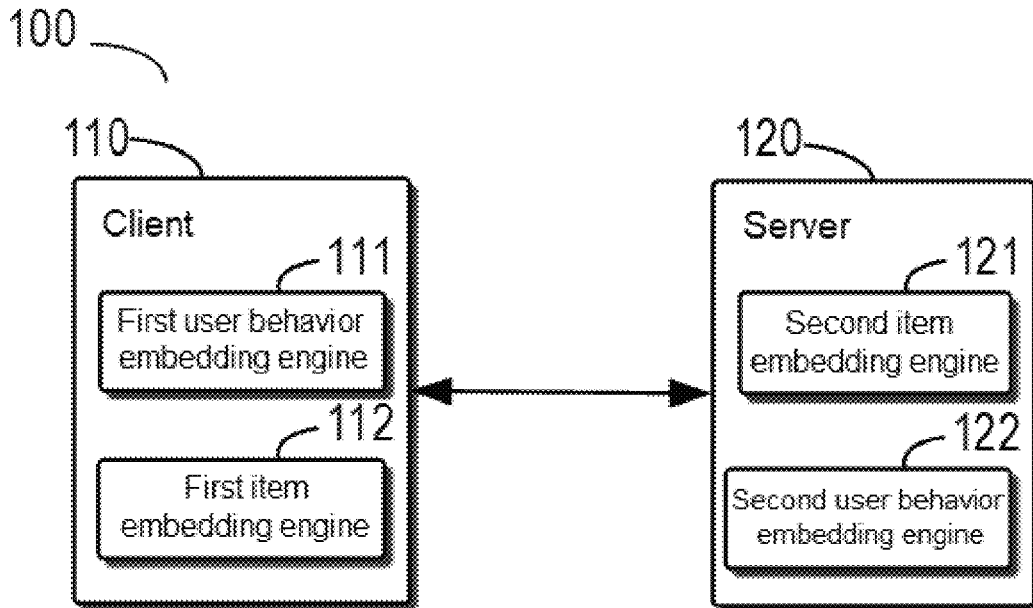 100
110
120
Client
Server
111
121
First user behavior
embedding engine
Second item
embedding engine
112
122
First item
embedding engine
Second user behavior
embedding engine